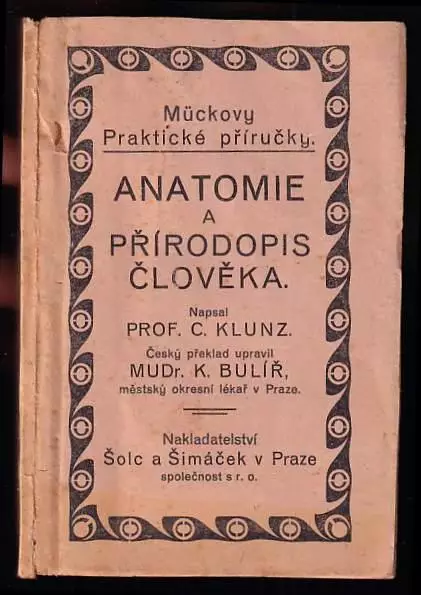 Mückovy
Praktické příručky.
ANATOMIE
A
PŘÍRODOPIS
ČLOVĚKA.
Napsal
PROF. C. KLUNZ.
Český překlad upravil
MUDr. K. BULÍŘ,
městský okresní lékař v Praze.
Nakladatelství
Šolc a Šimáček v Praze
společnost s r. o.